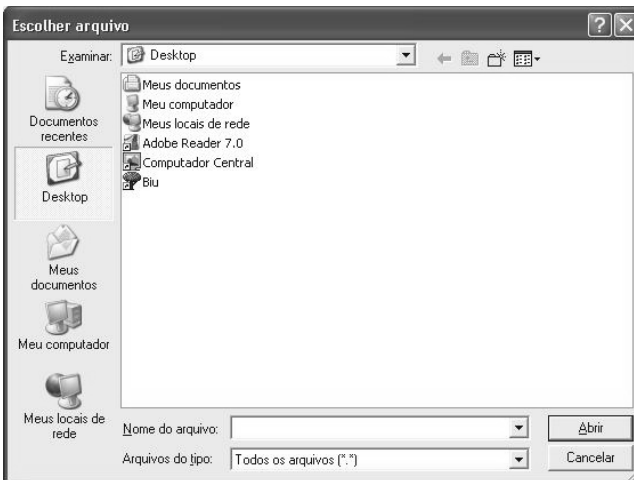 Escolher arquivo
Examinar: Desktop
Documentos
recentes
Desktop
Meus
documentos
Meu computador
Meus locais de
rede
Meus documentos
Meu computador
Meus locais de rede
Adobe Reader 7.0
Computador Central
Biu
Nome do arquivo: Abrir
Arquivos do tipo: Todos os arquivos (*.*) Cancelar